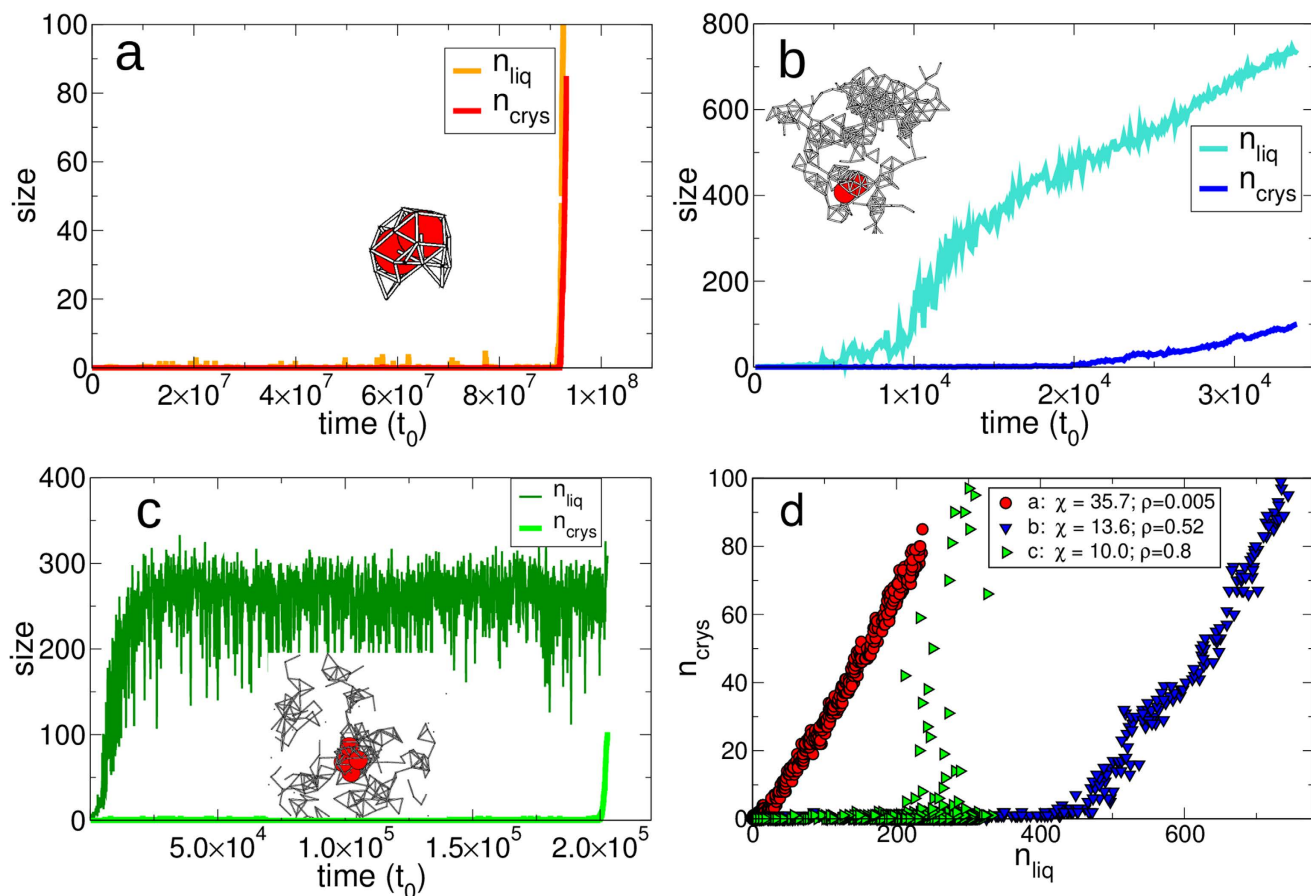 a
n_liq
n_crys
size
100
80
60
40
20
0
0 2×10^7 4×10^7 6×10^7 8×10^7 1×10^8
time (t_0)
b
n_liq
n_crys
size
800
600
400
200
0
0 1×10^4 2×10^4 3×10^4
time (t_0)
c
n_liq
n_crys
size
400
300
200
100
0
5.0×10^4 1.0×10^5 1.5×10^5 2.0×10^5
time (t_0)
d
a: χ = 35.7; ρ=0.005
b: χ = 13.6; ρ=0.52
c: χ = 10.0; ρ=0.8
n_crys
100
80
60
40
20
0
0 200 400 600
n_liq